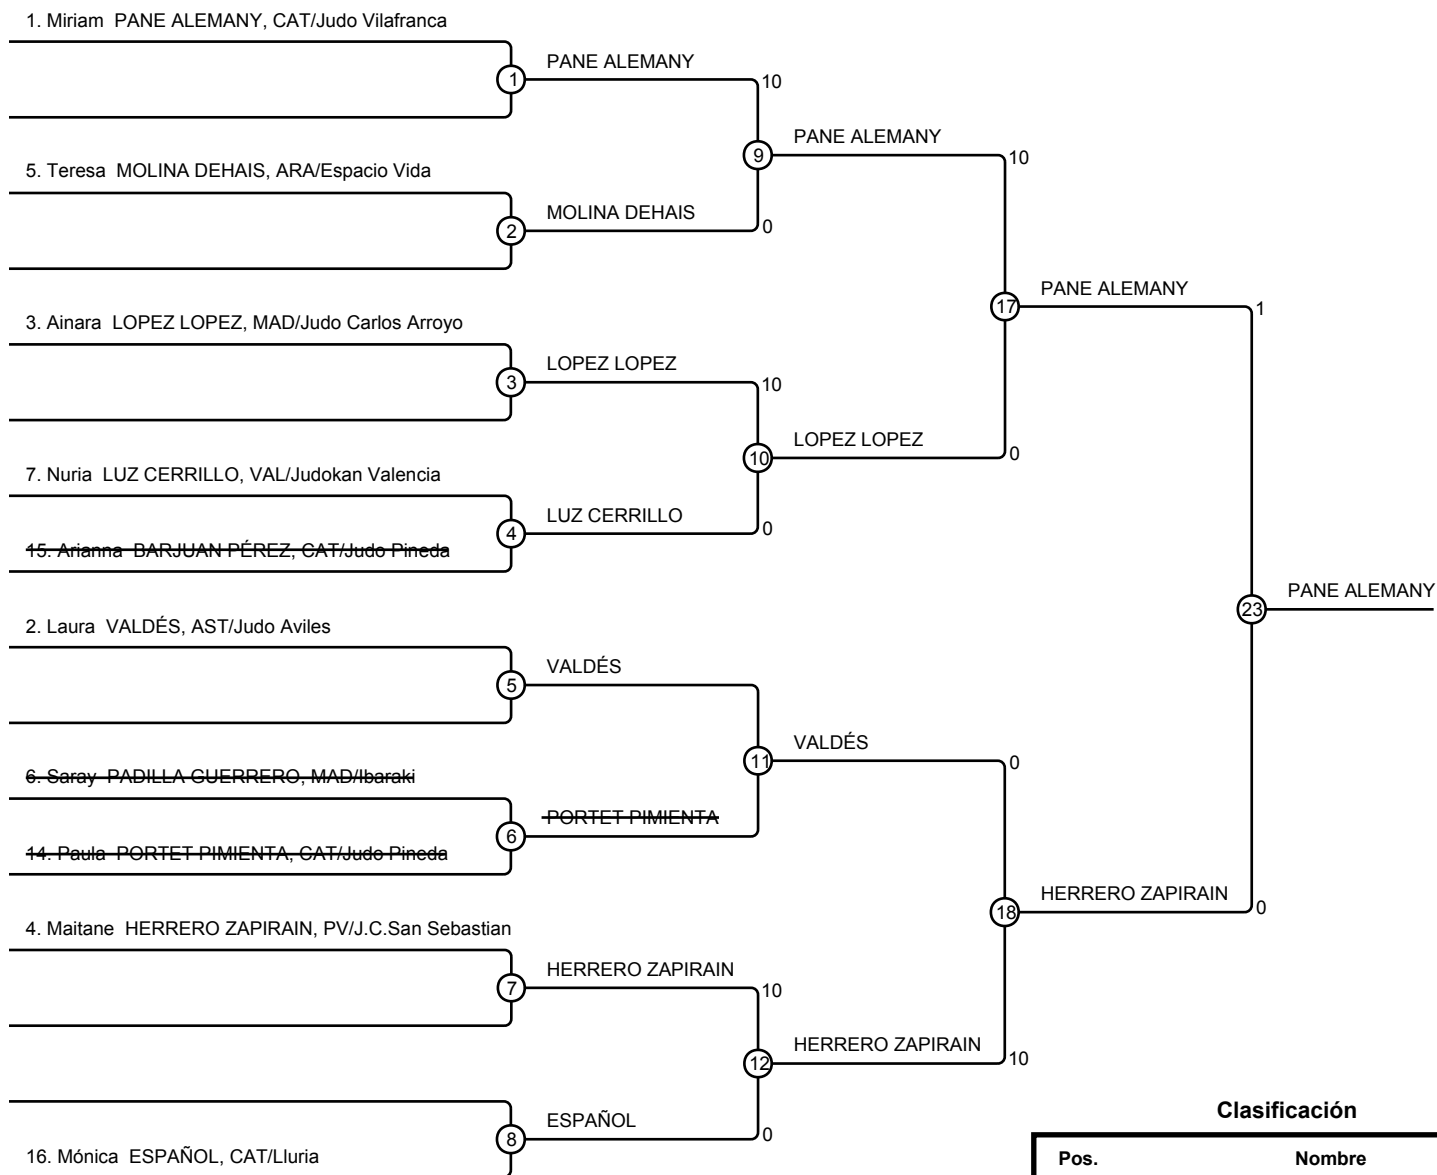 1. Miriam  PANE ALEMANY, CAT/Judo Vilafranca
1
PANE ALEMANY
10
5. Teresa  MOLINA DEHAIS, ARA/Espacio Vida
2
MOLINA DEHAIS
0
9
PANE ALEMANY
10
3. Ainara  LOPEZ LOPEZ, MAD/Judo Carlos Arroyo
3
LOPEZ LOPEZ
10
7. Nuria  LUZ CERRILLO, VAL/Judokan Valencia
15. Arianna  BARJUAN PÉREZ, CAT/Judo Pineda
4
LUZ CERRILLO
0
10
LOPEZ LOPEZ
0
17
PANE ALEMANY
1
2. Laura  VALDÉS, AST/Judo Aviles
5
VALDÉS
6. Saray  PADILLA GUERRERO, MAD/Ibaraki
14. Paula  PORTET PIMIENTA, CAT/Judo Pineda
6
PORTET PIMIENTA
11
VALDÉS
0
4. Maitane  HERRERO ZAPIRAIN, PV/J.C.San Sebastian
7
HERRERO ZAPIRAIN
10
16. Mónica  ESPAÑOL, CAT/Lluria
8
ESPAÑOL
0
12
HERRERO ZAPIRAIN
10
18
HERRERO ZAPIRAIN
0
23
PANE ALEMANY
Clasificación
Pos. Nombre